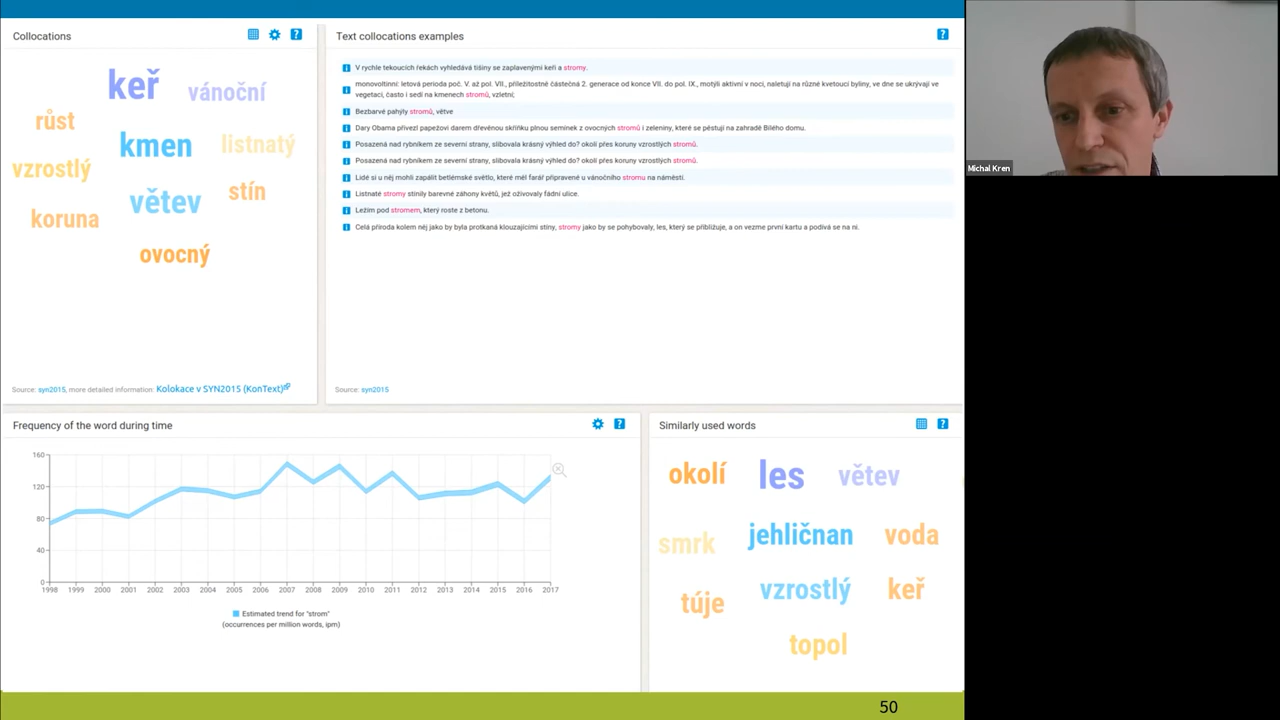 Collocations
keř
vánoční
růst
kmen
listnatý
vzrostlý
větev
stín
koruna
ovocný
Source: syn2015, more detailed information: Kolokace v SYN2015 (KonText)
Text collocations examples
V rychle tekoucích řekách vyhledává tišiny se zaplavenými keři a stromy.
monovoltinní: letová perioda poč. V. až pol. VII., příležitostné částečná 2. generace od konce VII. do pol. IX., motýli aktivní v noci, naletují na různé kvetoucí byliny, ve dne se ukrývají ve
vegetaci, často i sedí na kmenech stromů, vzletní;
Bezbarvé pahýly stromů, větve
Dary Obama přivezl papežovi darem dřevěnou skříňku plnou semínek z ovocných stromů i zeleniny, které se pěstují na zahradě Bílého domu.
Posazená nad rybníkem ze severní strany, slibovala krásný výhled do? okolí přes koruny vzrostlých stromů.
Posazená nad rybníkem ze severní strany, slibovala krásný výhled do? okolí přes koruny vzrostlých stromů.
Lidé si u něj mohli zapálit betlémské světlo, které měl farář připravené u vánočního stromu na náměstí.
Listnaté stromy stínily barevné záhony květů, jež oživovaly fádní ulice.
Ležím pod stromem, který roste z betonu.
Celá příroda kolem něj jako by byla protkaná klouzajícími stíny, stromy jako by se pohybovaly, les, který se přibližuje, a on vezme první kartu a podívá se na ni.
Source: syn2015
Michal Kren
Frequency of the word during time
160
120
80
40
0
1998 1999 2000 2001 2002 2003 2004 2005 2006 2007 2008 2009 2010 2011 2012 2013 2014 2015 2016 2017
Estimated trend for "strom"
(occurrences per million words, ipm)
Similarly used words
okolí
les
větev
smrk
jehličnan
voda
túje
vzrostlý
keř
topol
50